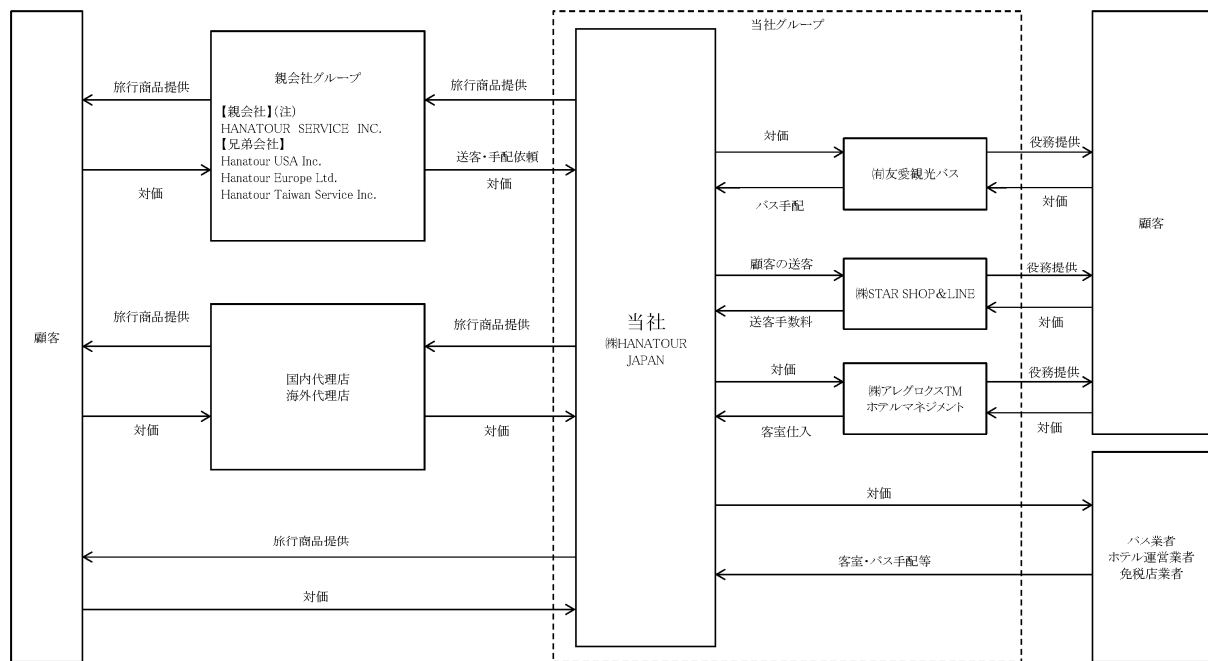 当社グループ
親会社グループ
【親会社】(注)
HANATOUR SERVICE INC.
【兄弟会社】
Hanatour USA Inc.
Hanatour Europe Ltd.
Hanatour Taiwan Service Inc.
旅行商品提供
対価
旅行商品提供
送客・手配依頼
対価
顧客
旅行商品提供
対価
国内代理店
海外代理店
旅行商品提供
対価
旅行商品提供
対価
当社
㈱HANATOUR
JAPAN
対価
バス手配
㈲友愛観光バス
役務提供
対価
顧客の送客
送客手数料
㈱STAR SHOP&LINE
役務提供
対価
対価
客室仕入
㈱アレグロクスTM
ホテルマネジメント
役務提供
対価
顧客
対価
客室・バス手配等
バス業者
ホテル運営業者
免税店業者